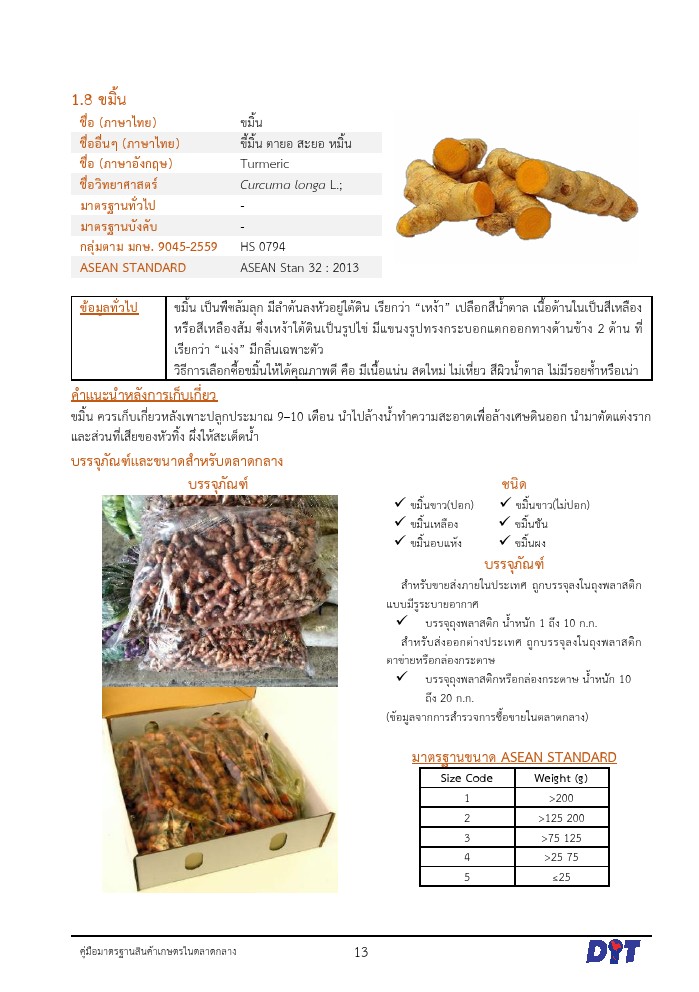 1.8 ขมิ้น
ชื่อ (ภาษาไทย) ขมิ้น
ชื่ออื่นๆ (ภาษาไทย) ขี้มิ้น ตายอ สะยอ หมิ้น
ชื่อ (ภาษาอังกฤษ) Turmeric
ชื่อวิทยาศาสตร์ Curcuma longa L.;
มาตรฐานทั่วไป -
มาตรฐานบังคับ -
กลุ่มตาม มกษ. 9045-2559 HS 0794
ASEAN STANDARD ASEAN Stan 32 : 2013
ข้อมูลทั่วไป ขมิ้น เป็นพืชล้มลุก มีลำต้นลงหัวอยู่ใต้ดิน เรียกว่า “เหง้า” เปลือกสีน้ำตาล เนื้อด้านในเป็นสีเหลือง
หรือสีเหลืองส้ม ซึ่งเหง้าใต้ดินเป็นรูปไข่ มีแขนงรูปทรงกระบอกแตกออกทางด้านข้าง 2 ด้าน ที่
เรียกว่า “แง่ง” มีกลิ่นเฉพาะตัว
วิธีการเลือกซื้อขมิ้นให้ได้คุณภาพดี คือ มีเนื้อแน่น สดใหม่ ไม่เหี่ยว สีผิวน้ำตาล ไม่มีรอยช้ำหรือเน่า
คำแนะนำหลังการเก็บเกี่ยว
ขมิ้น ควรเก็บเกี่ยวหลังเพาะปลูกประมาณ 9–10 เดือน นำไปล้างน้ำทำความสะอาดเพื่อล้างเศษดินออก นำมาตัดแต่งราก
และส่วนที่เสียของหัวทิ้ง ผึ่งให้สะเด็ดน้ำ
บรรจุภัณฑ์และขนาดสำหรับตลาดกลาง
บรรจุภัณฑ์
ชนิด
✓ ขมิ้นขาว(ปอก) ✓ ขมิ้นขาว(ไม่ปอก)
✓ ขมิ้นเหลือง ✓ ขมิ้นชัน
✓ ขมิ้นอบแห้ง ✓ ขมิ้นผง
บรรจุภัณฑ์
สำหรับขายส่งภายในประเทศ ถูกบรรจุลงในถุงพลาสติก
แบบมีรูระบายอากาศ
✓ บรรจุถุงพลาสติก น้ำหนัก 1 ถึง 10 ก.ก.
สำหรับส่งออกต่างประเทศ ถูกบรรจุลงในถุงพลาสติก
ตาข่ายหรือกล่องกระดาษ
✓ บรรจุถุงพลาสติกหรือกล่องกระดาษ น้ำหนัก 10
ถึง 20 ก.ก.
(ข้อมูลจากการสำรวจการซื้อขายในตลาดกลาง)
มาตรฐานขนาด ASEAN STANDARD
Size Code Weight (g)
1 >200
2 >125 200
3 >75 125
4 >25 75
5 ≤25
คู่มือมาตรฐานสินค้าเกษตรในตลาดกลาง 13 DIT